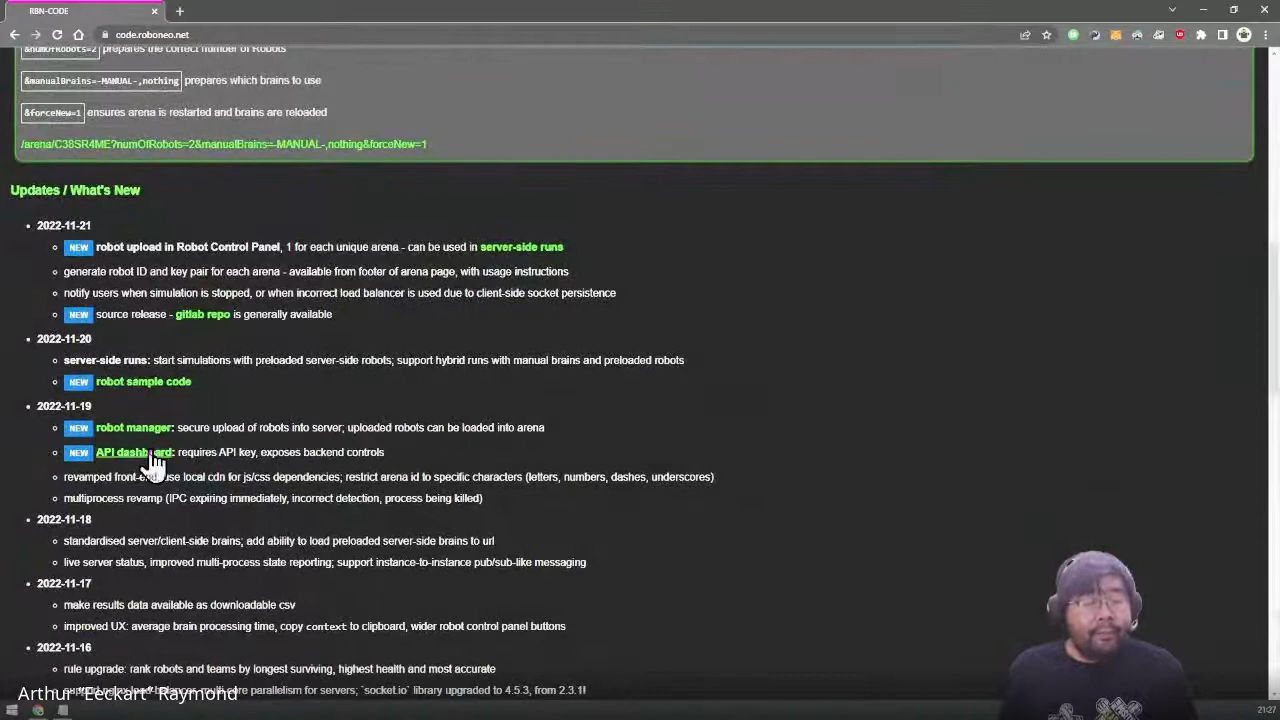 RBN-CODE
code.roboneo.net
&numOfRobots=2 prepares the correct number of Robots
&manualBrains=-MANUAL-,nothing prepares which brains to use
&forceNew=1 ensures arena is restarted and brains are reloaded
/arena/C38SR4ME?numOfRobots=2&manualBrains=-MANUAL-,nothing&forceNew=1
Updates / What's New
2022-11-21
NEW robot upload in Robot Control Panel, 1 for each unique arena - can be used in server-side runs
generate robot ID and key pair for each arena - available from footer of arena page, with usage instructions
notify users when simulation is stopped, or when incorrect load balancer is used due to client-side socket persistence
NEW source release - gitlab repo is generally available
2022-11-20
server-side runs: start simulations with preloaded server-side robots; support hybrid runs with manual brains and preloaded robots
NEW robot sample code
2022-11-19
NEW robot manager: secure upload of robots into server; uploaded robots can be loaded into arena
NEW API dashboard: requires API key, exposes backend controls
revamped front-end, use local cdn for js/css dependencies; restrict arena id to specific characters (letters, numbers, dashes, underscores)
multiprocess revamp (IPC expiring immediately, incorrect detection, process being killed)
2022-11-18
standardised server/client-side brains; add ability to load preloaded server-side brains to url
live server status, improved multi-process state reporting; support instance-to-instance pub/sub-like messaging
2022-11-17
make results data available as downloadable csv
improved UX: average brain processing time, copy context to clipboard, wider robot control panel buttons
2022-11-16
rule upgrade: rank robots and teams by longest surviving, highest health and most accurate
multi-core parallelism for servers; `socket.io` library upgraded to 4.5.3, from 2.3.1!
Arthur "Eeckart" Raymond
21:27